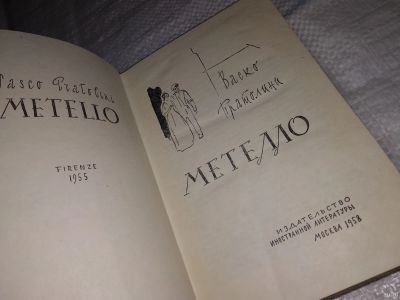 Vasco Pratolini
METELLO
FIRENZE
1955
Васко
Пратолини
МЕТЕЛЛО
ИЗДАТЕЛЬСТВО
ИНОСТРАННОЙ ЛИТЕРАТУРЫ
МОСКВА 1958